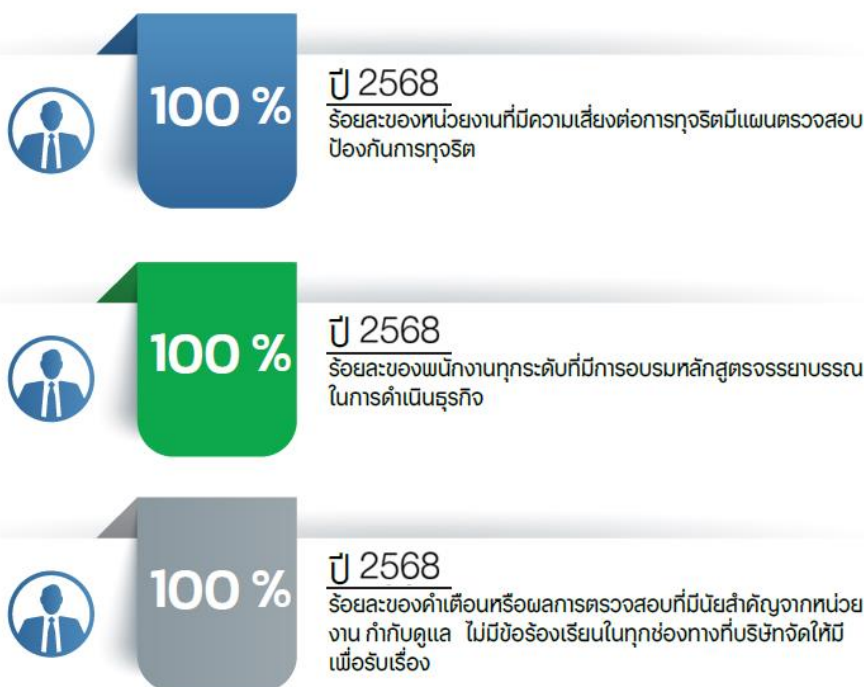 100 %
ปี 2568
ร้อยละของหน่วยงานที่มีความเสี่ยงต่อการทุจริตมีแผนตรวจสอบ
ป้องกันการทุจริต
100 %
ปี 2568
ร้อยละของพนักงานทุกระดับที่มีการอบรมหลักสูตรจรรยาบรรณ
ในการดำเนินธุรกิจ
100 %
ปี 2568
ร้อยละของคำเตือนหรือผลการตรวจสอบที่มีนัยสำคัญจากหน่วย
งาน กำกับดูแล ไม่มีข้อร้องเรียนในทุกช่องทางที่บริษัทจัดให้มี
เพื่อรับเรื่อง